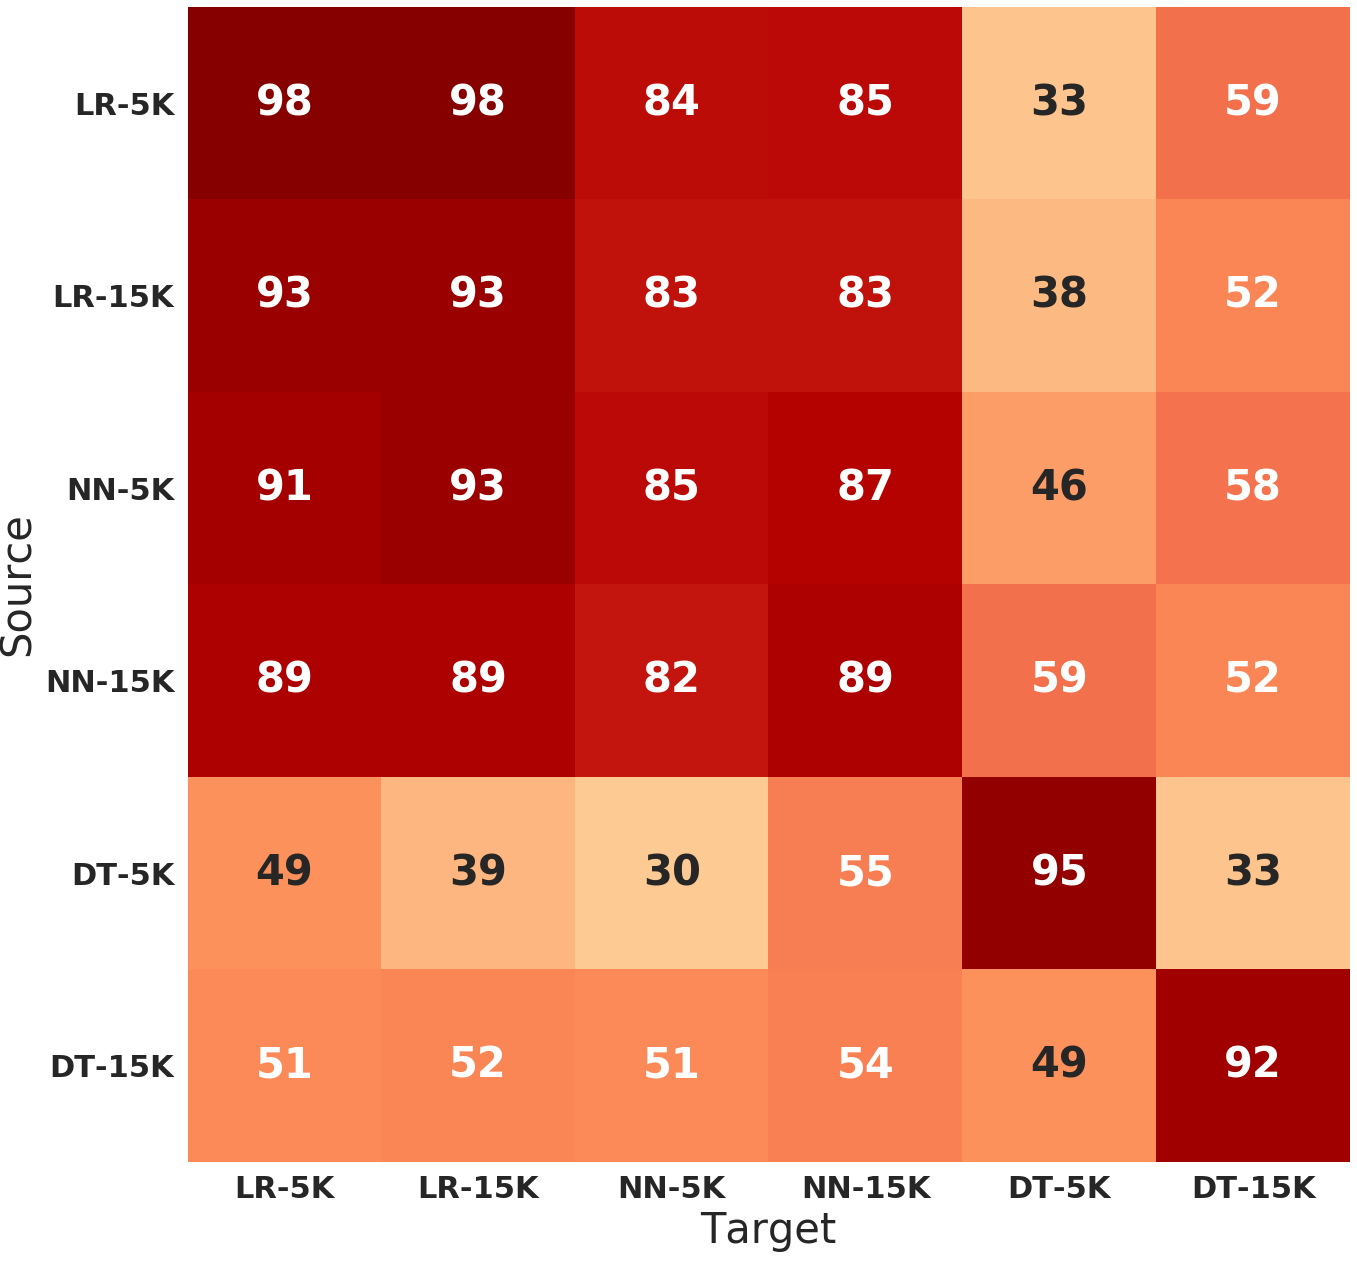 LR-5K 98 98 84 85 33 59
LR-15K 93 93 83 83 38 52
NN-5K 91 93 85 87 46 58
Source
NN-15K 89 89 82 89 59 52
DT-5K 49 39 30 55 95 33
DT-15K 51 52 51 54 49 92
LR-5K LR-15K NN-5K NN-15K DT-5K DT-15K
Target